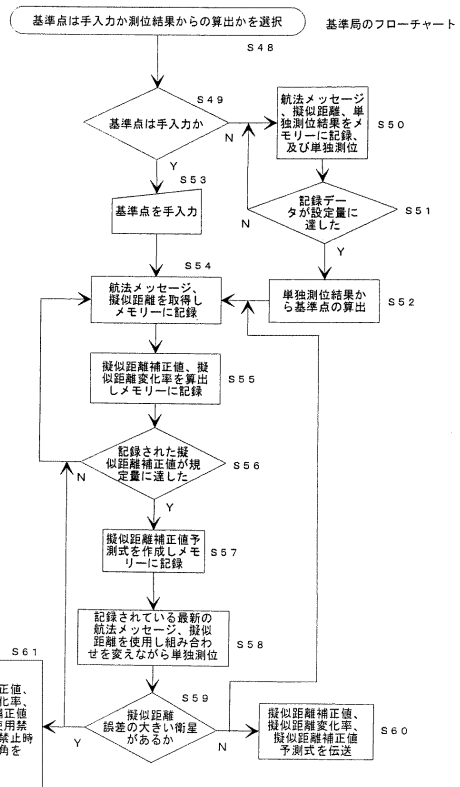 基準点は手入力か測位結果からの算出かを選択
基準局のフローチャート
S48
S49
基準点は手入力か
N
Y
航法メッセージ
、擬似距離、単
独測位結果をメ
モリーに記録、
及び単独測位
S50
S53
基準点を手入力
記録デー
タが設定量に
達した
S51
N
Y
S54
航法メッセージ、
擬似距離を取得し
メモリーに記録
単独測位結果か
ら基準点の算出
S52
擬似距離補正値、擬
似距離変化率を算出
しメモリーに記録
S55
記録された擬
似距離補正値が規
定量に達した
S56
N
Y
擬似距離補正値予
測式を作成しメモ
リーに記録
S57
記録されている最新の
航法メッセージ、擬似
距離を使用し組み合わ
せを変えながら単独測位
S58
S61
正値、
化率、
補正値
使用禁
禁止時
角を
S59
擬似距離
誤差の大きい衛星
があるか
Y
N
擬似距離補正値、
擬似距離変化率、
擬似距離補正値
予測式を伝送
S60